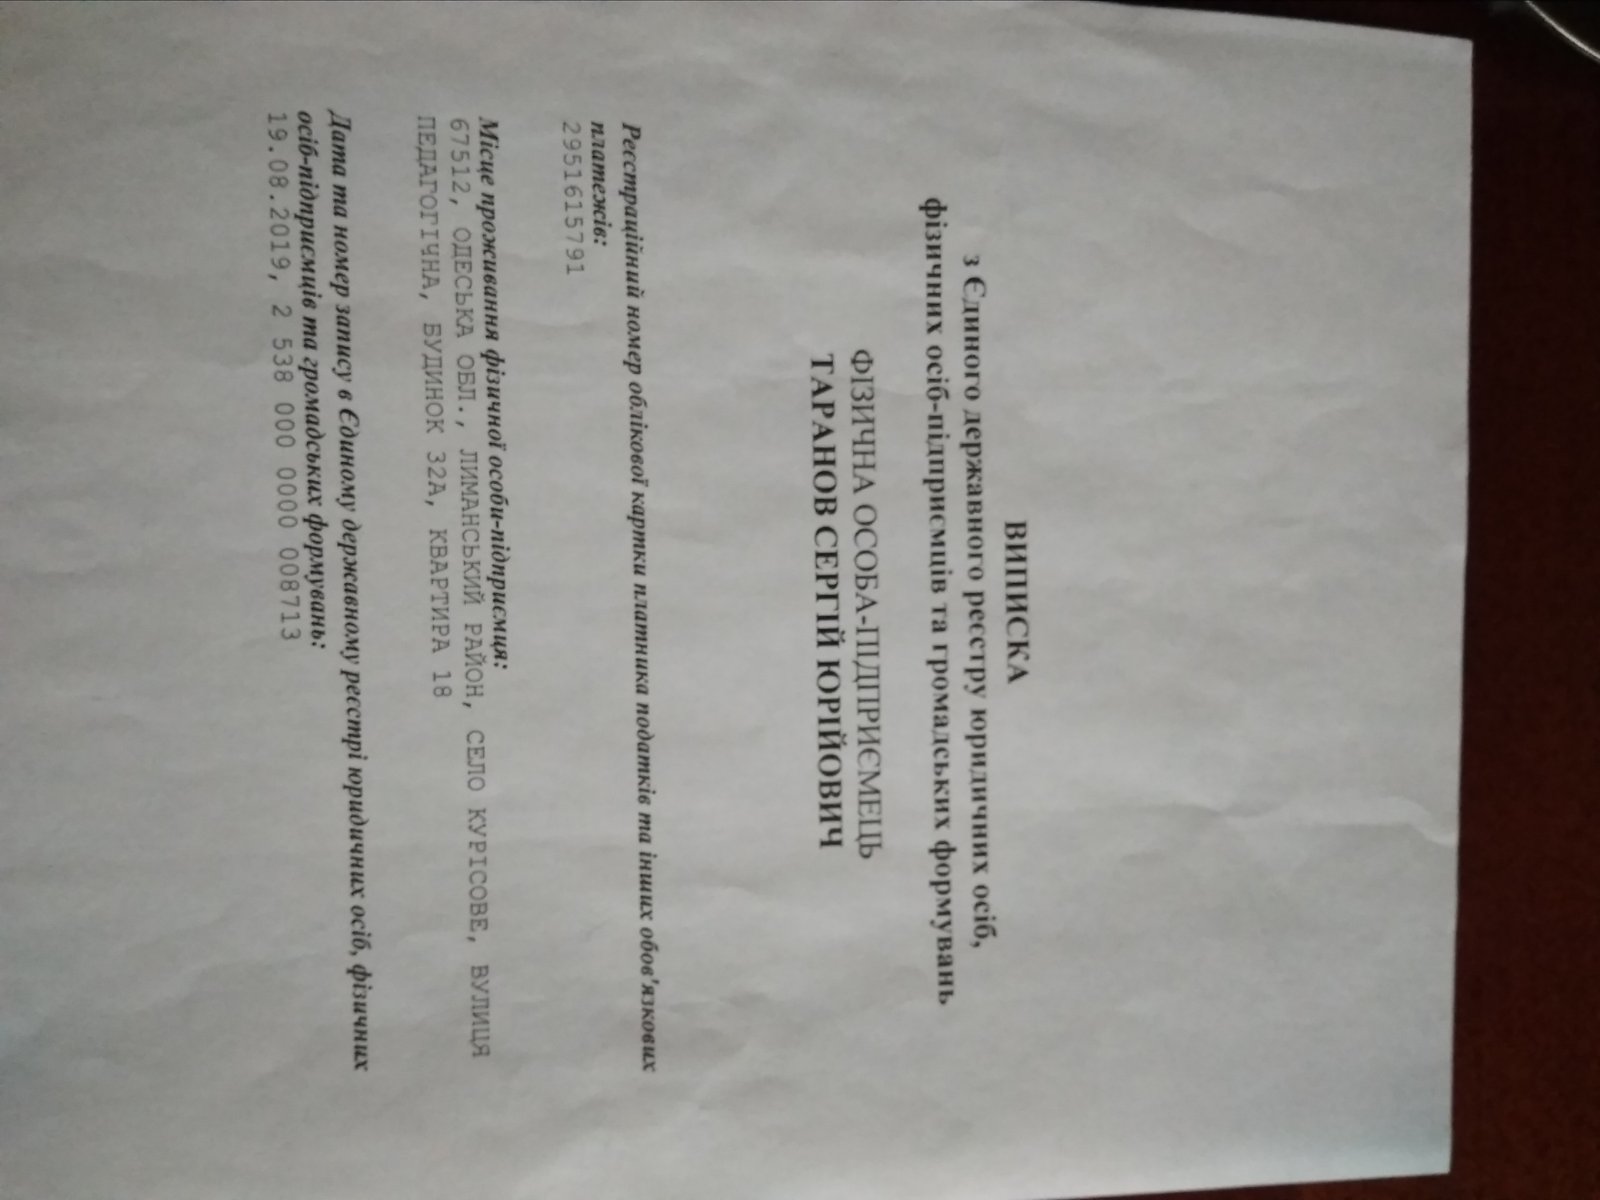 ВИПИСКА
з Єдиного державного реєстру юридичних осіб,
фізичних осіб-підприємців та громадських формувань
ФІЗИЧНА ОСОБА-ПІДПРИЄМЕЦЬ
ТАРАНОВ СЕРГІЙ ЮРІЙОВИЧ
Реєстраційний номер облікової картки платника податків та інших обов'язкових
платежів:
2951615791
Місце проживання фізичної особи-підприємця:
67512, ОДЕСЬКА ОБЛ., ЛИМАНСЬКИЙ РАЙОН, СЕЛО КУРІСОВЕ, ВУЛИЦЯ
ПЕДАГОГІЧНА, БУДИНОК 32А, КВАРТИРА 18
Дата та номер запису в Єдиному державному реєстрі юридичних осіб, фізичних
осіб-підприємців та громадських формувань:
19.08.2019, 2 538 000 0000 008713